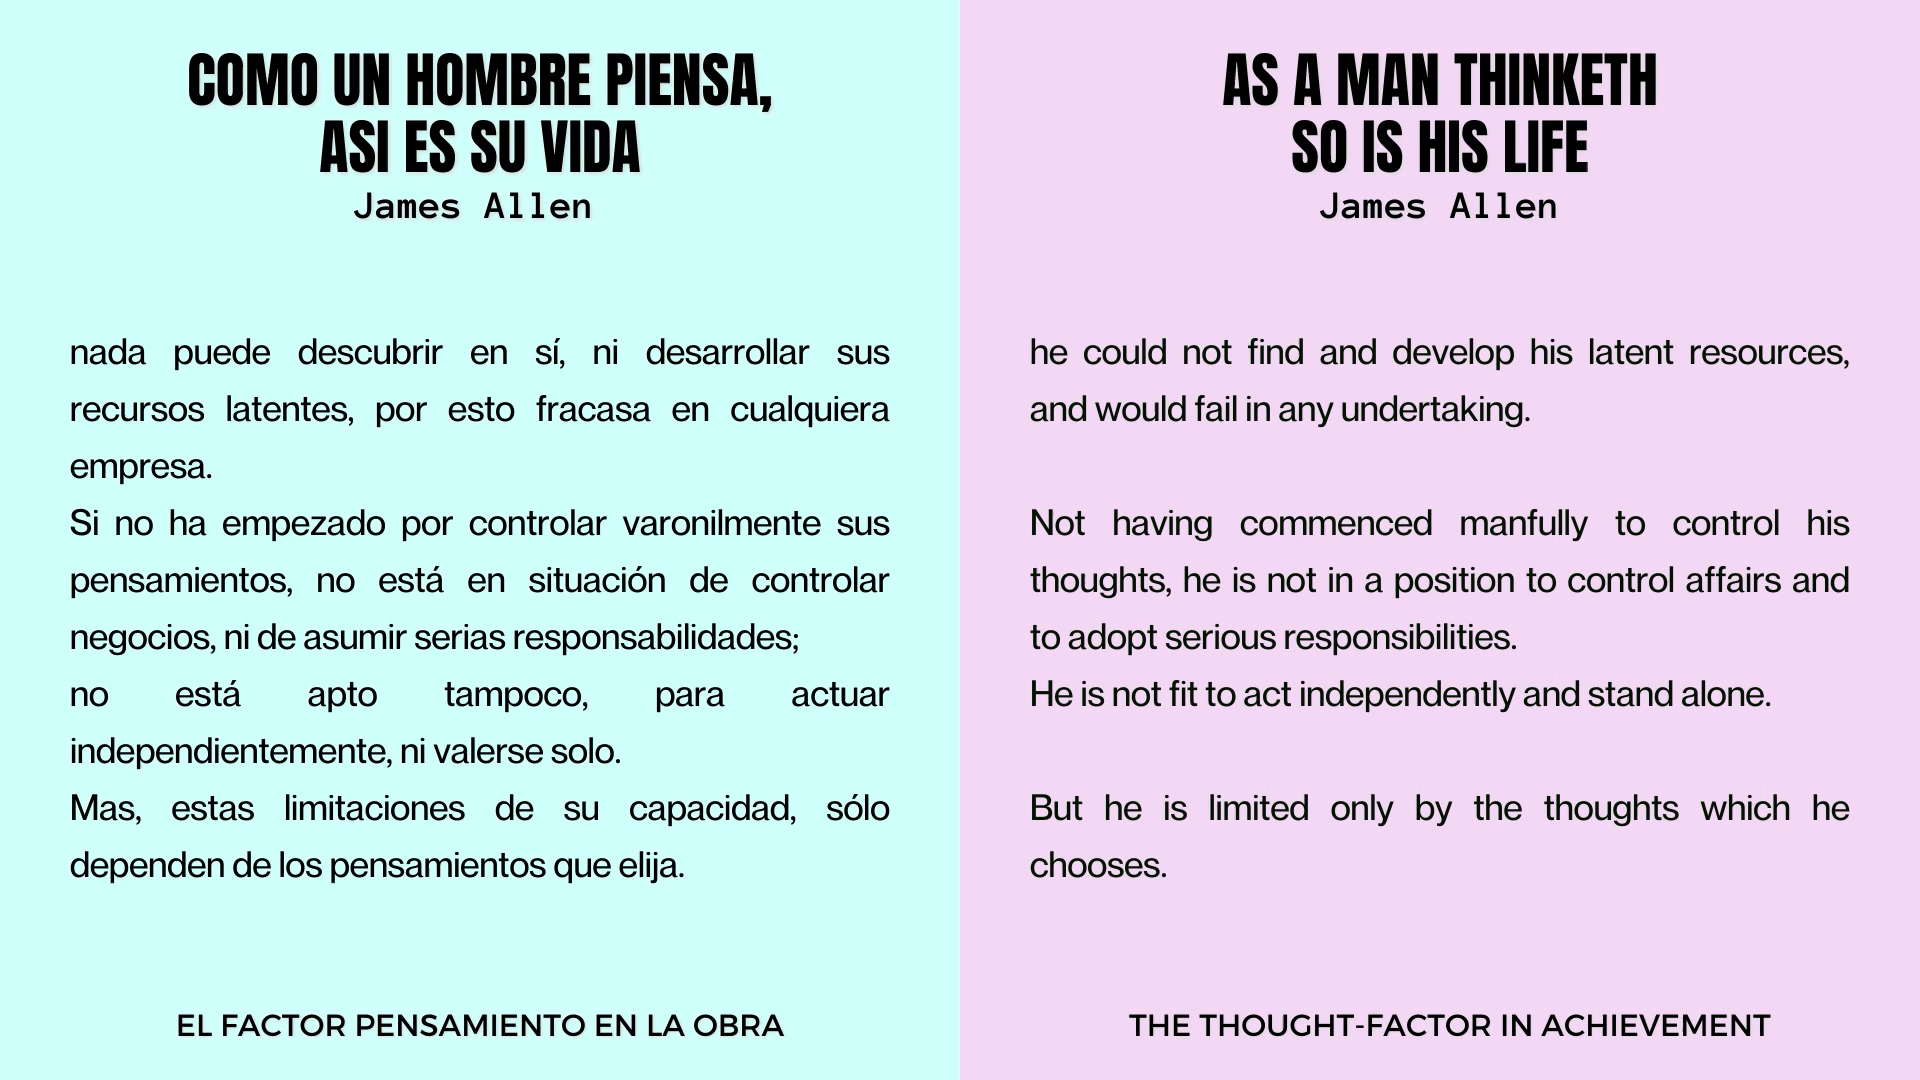 COMO UN HOMBRE PIENSA,
ASI ES SU VIDA
James Allen
nada puede descubrir en sí, ni desarrollar sus
recursos latentes, por esto fracasa en cualquiera
empresa.
Si no ha empezado por controlar varonilmente sus
pensamientos, no está en situación de controlar
negocios, ni de asumir serias responsabilidades;
no está apto tampoco, para actuar
independientemente, ni valerse solo.
Mas, estas limitaciones de su capacidad, sólo
dependen de los pensamientos que elija.
EL FACTOR PENSAMIENTO EN LA OBRA
AS A MAN THINKETH
SO IS HIS LIFE
James Allen
he could not find and develop his latent resources,
and would fail in any undertaking.
Not having commenced manfully to control his
thoughts, he is not in a position to control affairs and
to adopt serious responsibilities.
He is not fit to act independently and stand alone.
But he is limited only by the thoughts which he
chooses.
THE THOUGHT-FACTOR IN ACHIEVEMENT